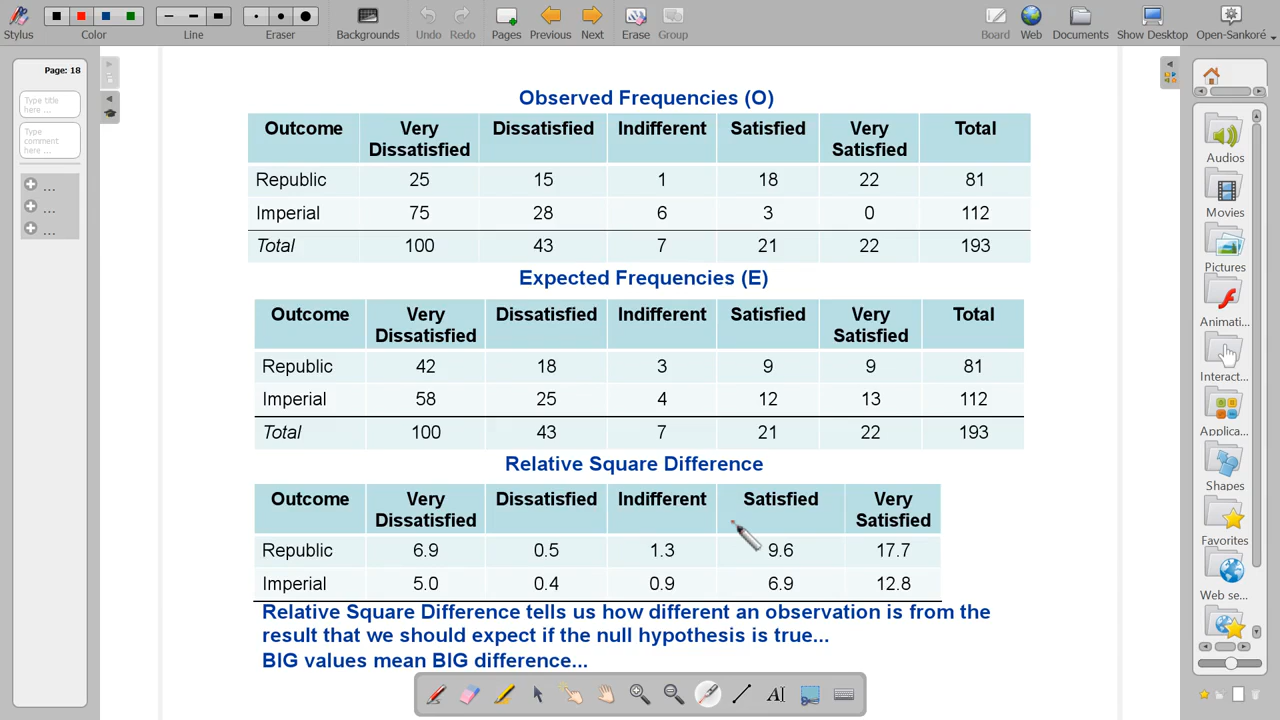 Stylus
Color
Line
Eraser
Backgrounds
Undo
Redo
Pages
Previous
Next
Erase
Group
Board
Web
Documents
Show Desktop
Open-Sankoré
Page: 18
Type title
here ...
Type
comment
here ...
...
...
...
Observed Frequencies (O)
Outcome Very Dissatisfied Dissatisfied Indifferent Satisfied Very Satisfied Total
Republic 25 15 1 18 22 81
Imperial 75 28 6 3 0 112
Total 100 43 7 21 22 193
Expected Frequencies (E)
Outcome Very Dissatisfied Dissatisfied Indifferent Satisfied Very Satisfied Total
Republic 42 18 3 9 9 81
Imperial 58 25 4 12 13 112
Total 100 43 7 21 22 193
Relative Square Difference
Outcome Very Dissatisfied Dissatisfied Indifferent Satisfied Very Satisfied
Republic 6.9 0.5 1.3 9.6 17.7
Imperial 5.0 0.4 0.9 6.9 12.8
Relative Square Difference tells us how different an observation is from the
result that we should expect if the null hypothesis is true...
BIG values mean BIG difference...
Audios
Movies
Pictures
Animati...
Interact...
Applica...
Shapes
Favorites
Web se...
AI